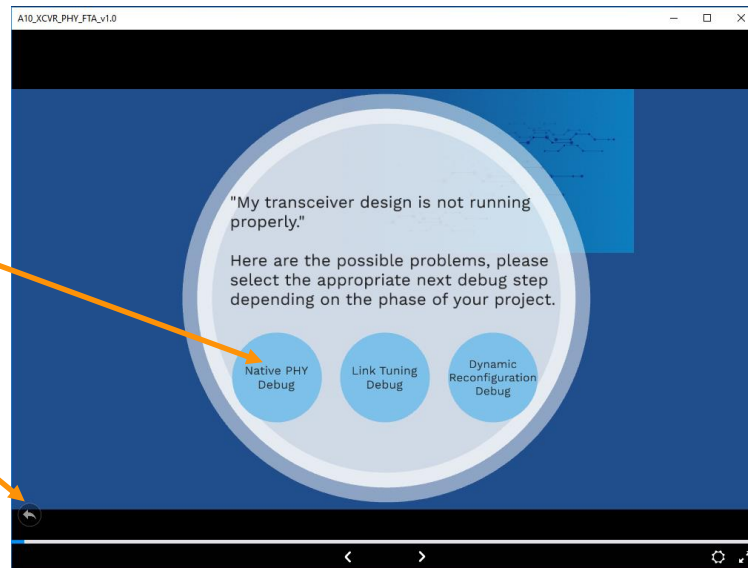 A10_XCVR_PHY_FTA_v1.0
"My transceiver design is not running
properly."
Here are the possible problems, please
select the appropriate next debug step
depending on the phase of your project.
Native PHY
Debug
Link Tuning
Debug
Dynamic
Reconfiguration
Debug